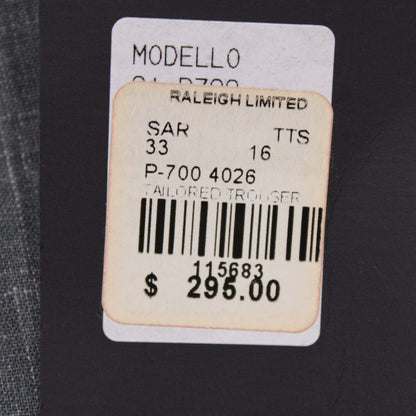 MODELLO
RALEIGH LIMITED
SAR TTS
33 16
P-700 4026
TAILORED TROUSER
115683
$ 295.00